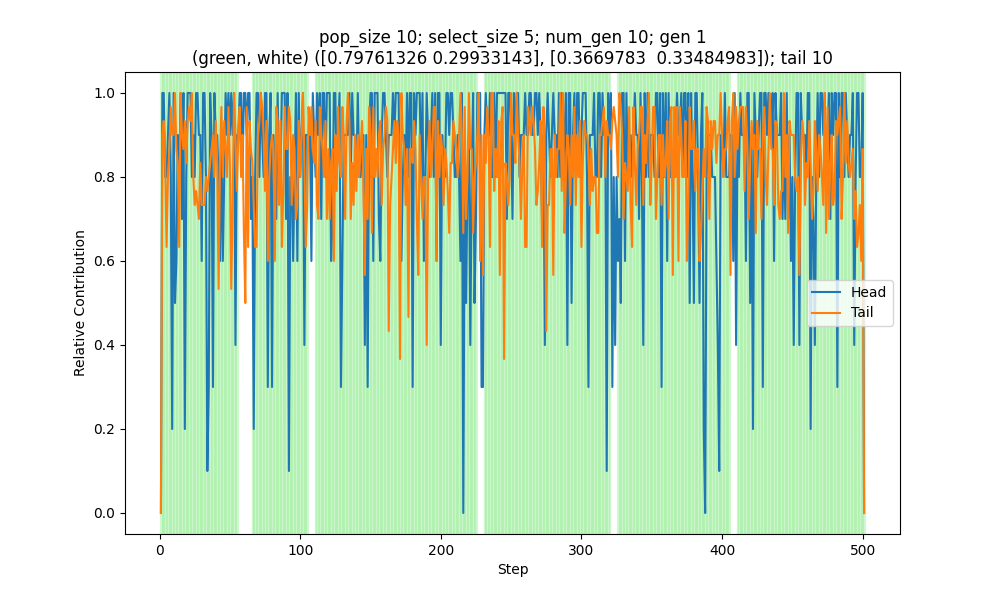 pop_size 10; select_size 5; num_gen 10; gen 1
(green, white) ([0.79761326 0.29933143], [0.3669783  0.33484983]); tail 10
1.0
0.8
0.6
0.4
0.2
0.0
Relative Contribution
Head
Tail
0
100
200
300
400
500
Step